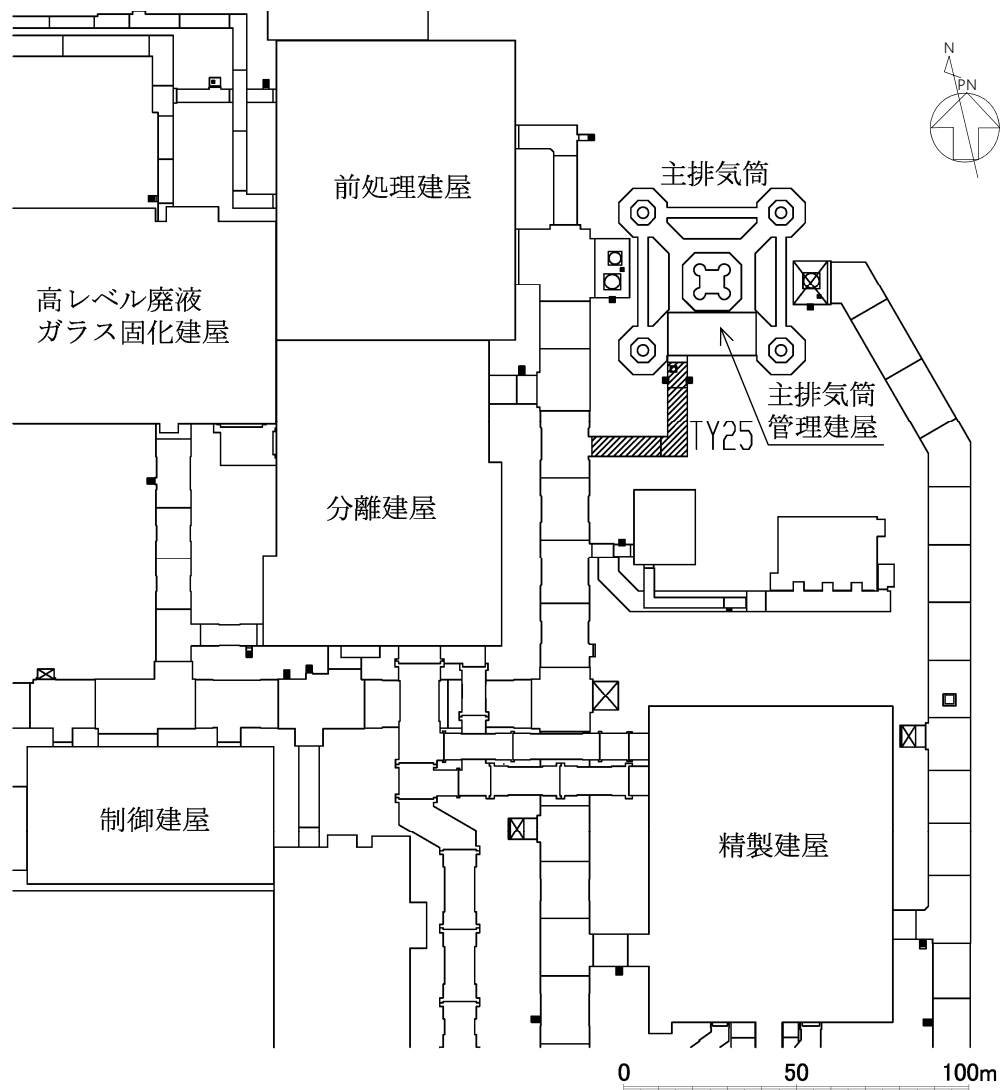 N
PN
主排気筒
前処理建屋
高レベル廃液
ガラス固化建屋
主排気筒
管理建屋
TY25
分離建屋
制御建屋
精製建屋
0 50 100m